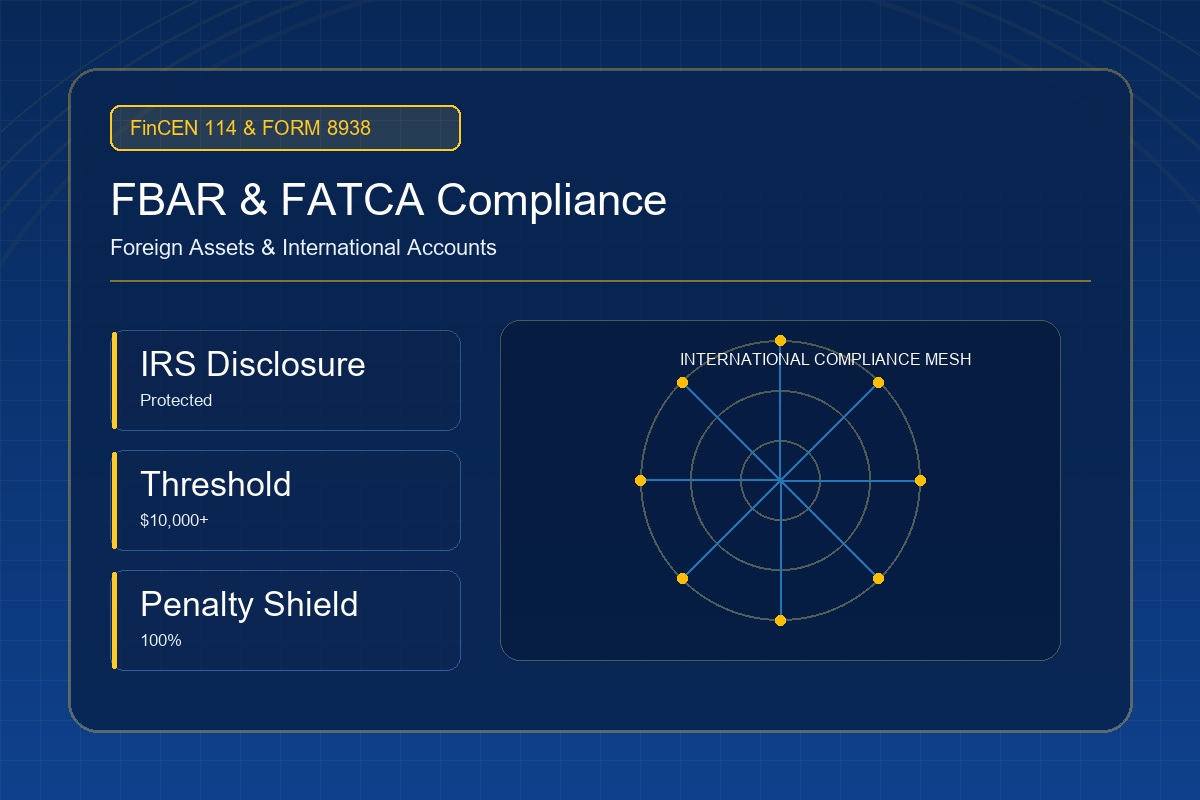 FinCEN 114 & FORM 8938
FBAR & FATCA Compliance
Foreign Assets & International Accounts
IRS Disclosure
Protected
Threshold
$10,000+
Penalty Shield
100%
INTERNATIONAL COMPLIANCE MESH